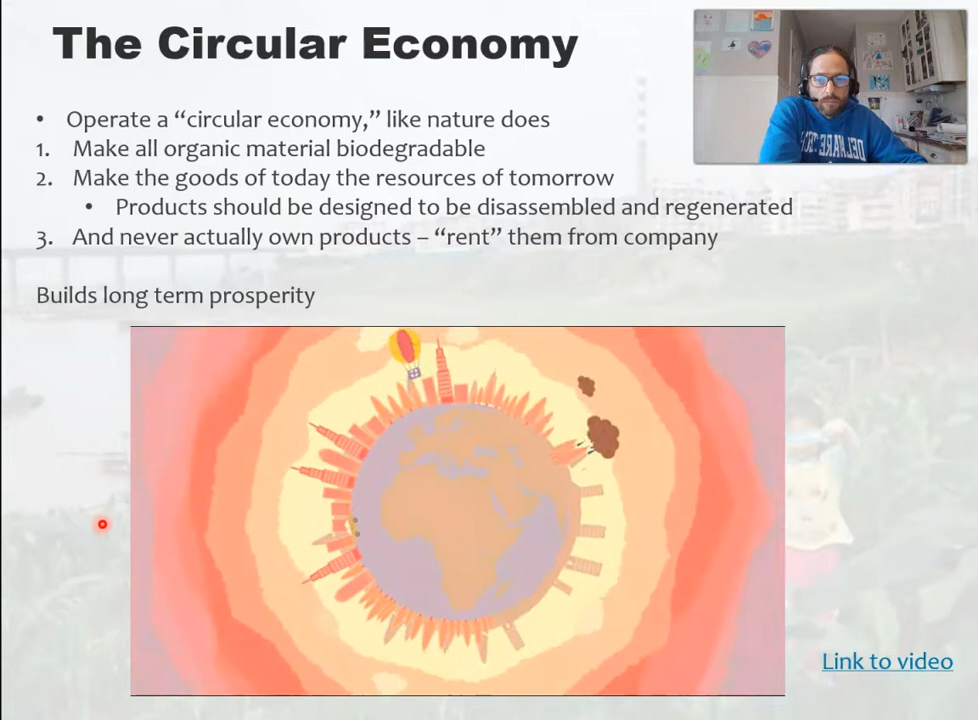 The Circular Economy
• Operate a “circular economy,” like nature does
1. Make all organic material biodegradable
2. Make the goods of today the resources of tomorrow
• Products should be designed to be disassembled and regenerated
3. And never actually own products – “rent” them from company
Builds long term prosperity
Link to video